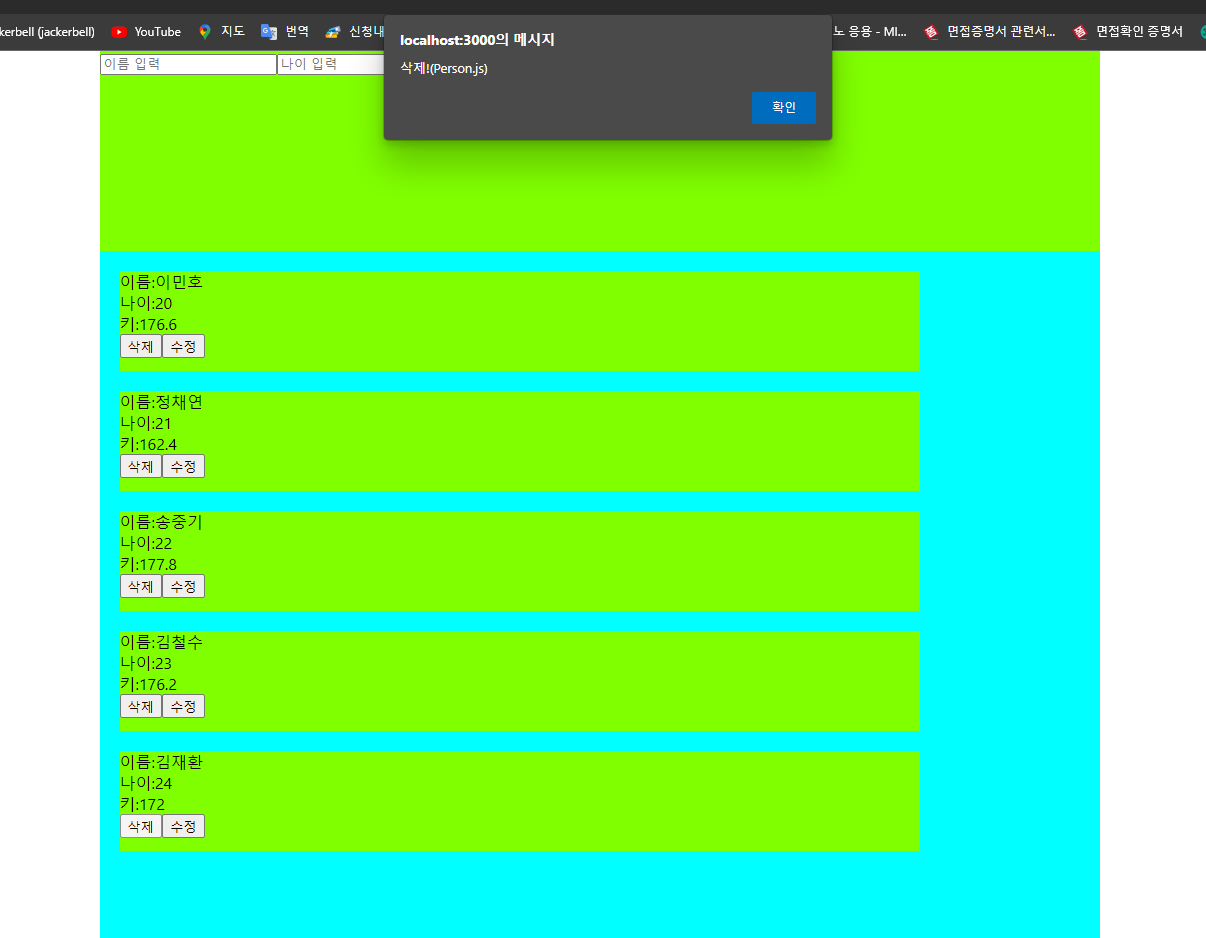 kerbell (jackerbell) YouTube 지도 번역 신청내 노 응용 - MI... 면접증명서 관련서... 면접확인 증명서
localhost:3000의 메시지
삭제!(Person.js)
확인
이름 입력 나이 입력
이름:이민호
나이:20
키:176.6
삭제 수정
이름:정채연
나이:21
키:162.4
삭제 수정
이름:송중기
나이:22
키:177.8
삭제 수정
이름:김철수
나이:23
키:176.2
삭제 수정
이름:김재환
나이:24
키:172
삭제 수정